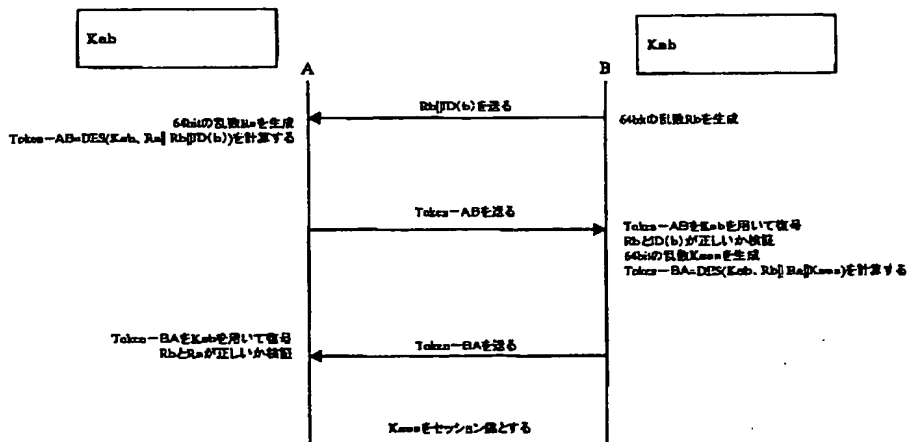 Kab
Kab
A
B
Rb||ID(b)を送る
64bitの乱数Raを生成
Token-AB=DES(Kab、Ra||Rb||ID(b))を計算する
64bitの乱数Rbを生成
Token-ABを送る
Token-ABをKabを用いて復号
RbとID(b)が正しいか検証
64bitの乱数Ksesを生成
Token-BA=DES(Kab、Rb||Ra||Kses)を計算する
Token-BAをKabを用いて復号
RbとRaが正しいか検証
Token-BAを送る
Ksesをセッション鍵とする